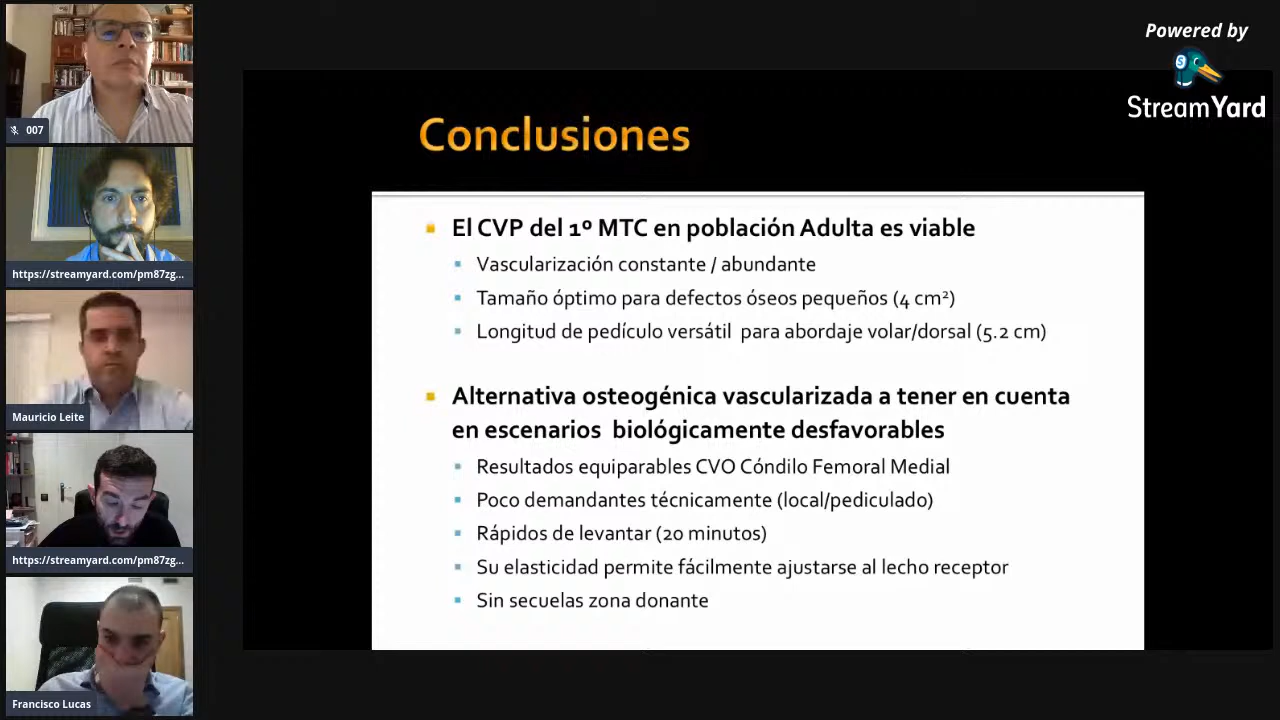 Powered by
StreamYard
Conclusiones
El CVP del 1º MTC en población Adulta es viable
Vascularización constante / abundante
Tamaño óptimo para defectos óseos pequeños (4 cm²)
Longitud de pedículo versátil para abordaje volar/dorsal (5.2 cm)
Alternativa osteogénica vascularizada a tener en cuenta
en escenarios biológicamente desfavorables
Resultados equiparables CVO Cóndilo Femoral Medial
Poco demandantes técnicamente (local/pediculado)
Rápidos de levantar (20 minutos)
Su elasticidad permite fácilmente ajustarse al lecho receptor
Sin secuelas zona donante
007
https://streamyard.com/pm87zg...
Mauricio Leite
https://streamyard.com/pm87zg...
Francisco Lucas